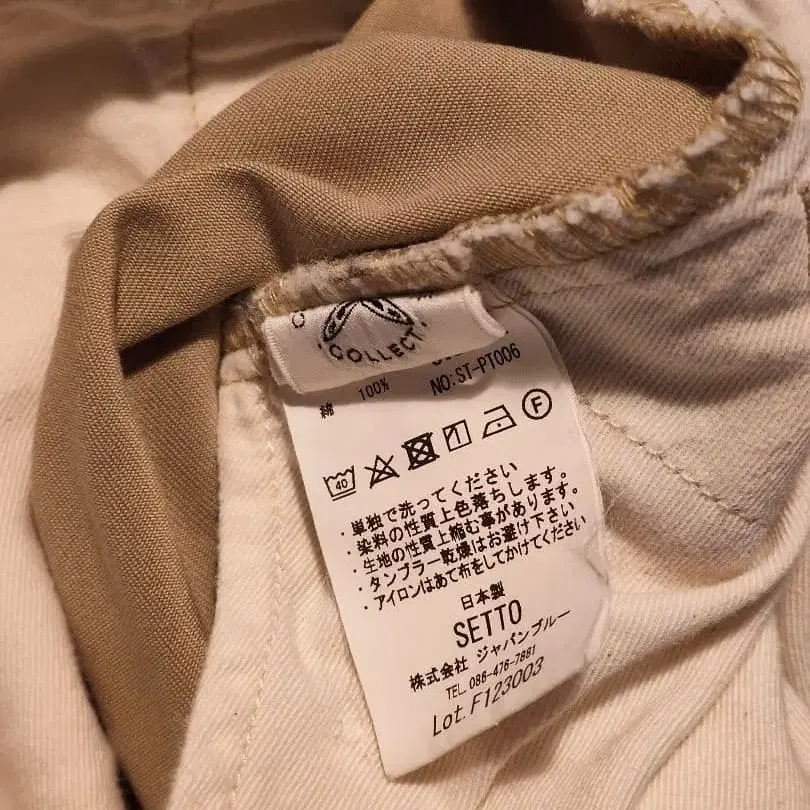 COLLECT
NO:ST-PT006
綿 100%
40 F
・単独で洗ってください
・染料の性質上色落ちします。
・生地の性質上縮む事があります。
・タンブラー乾燥はお避け下さい
・アイロンはあて布をしてかけてください
日本製
SETTO
株式会社 ジャパンブルー
TEL. 086-476-7881
Lot. F123003